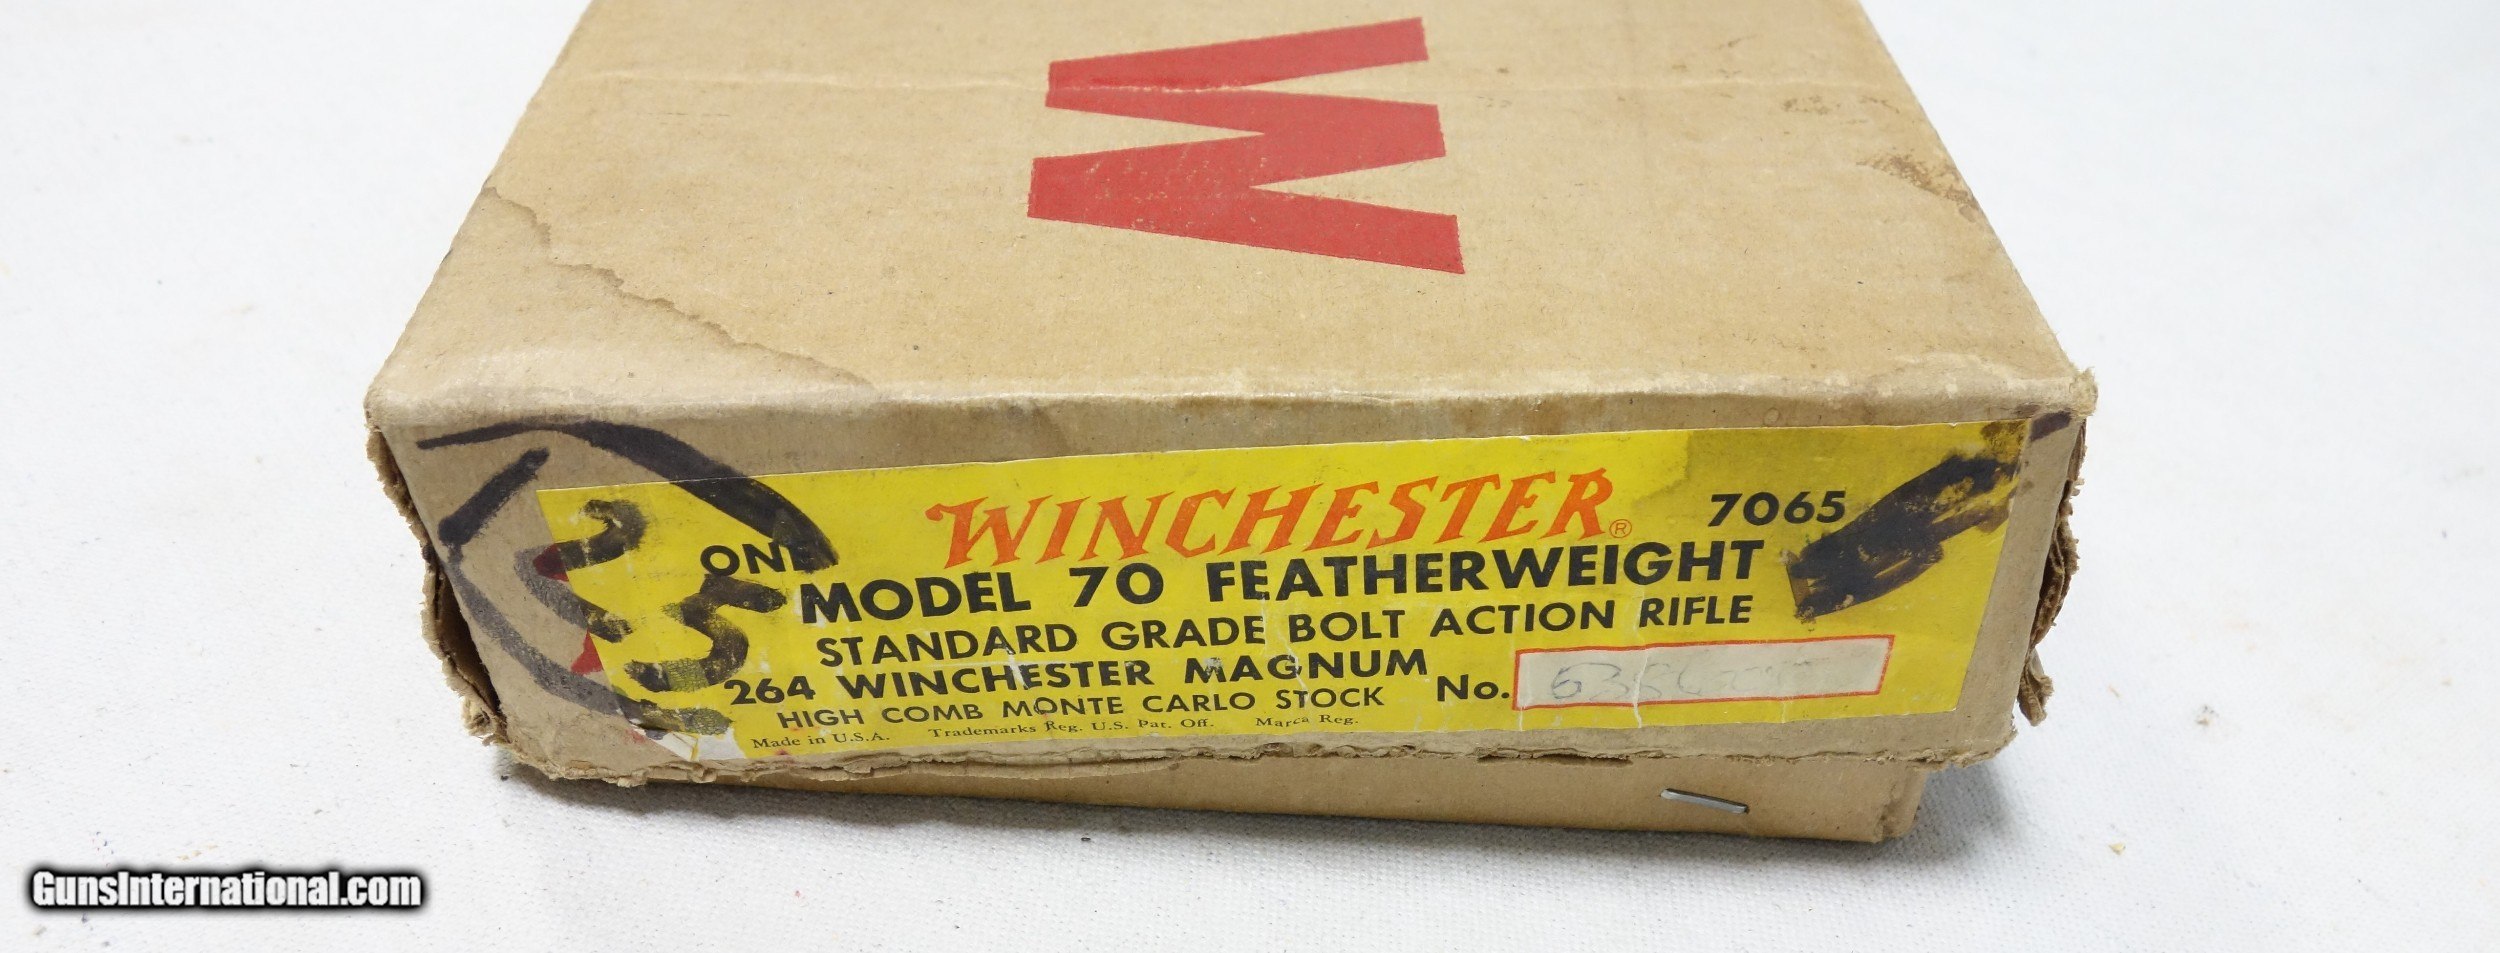 W
WINCHESTER® 7065
ONE
MODEL 70 FEATHERWEIGHT
STANDARD GRADE BOLT ACTION RIFLE
264 WINCHESTER MAGNUM
HIGH COMB MONTE CARLO STOCK No.
Made in U.S.A. Trademarks Reg. U.S. Pat. Off. Marca Reg.
GunsInternational.com